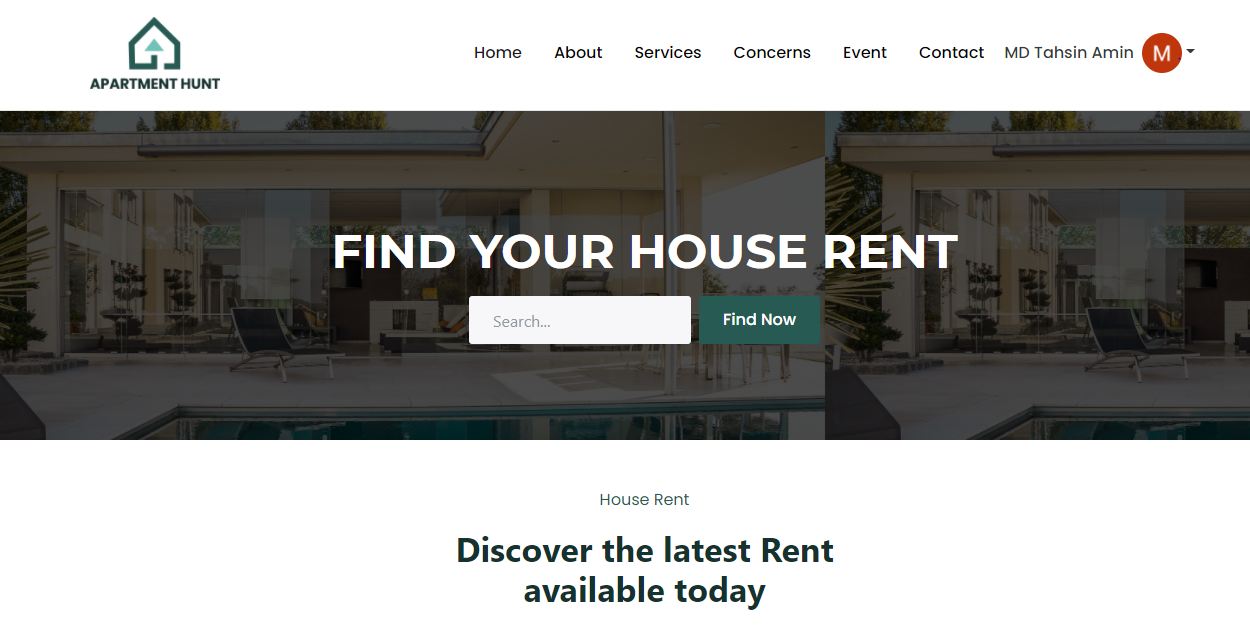 APARTMENT HUNT
Home About Services Concerns Event Contact MD Tahsin Amin M
FIND YOUR HOUSE RENT
Search... Find Now
House Rent
Discover the latest Rent
available today